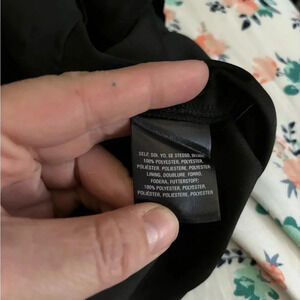 SELF, SOI, YO, SE STESSO,
100% POLYESTER, POLYESTER,
POLIÉSTER, POLIESTERE, POLYESTER,
LINING, DOUBLURE, FORRO,
FODERA, FUTTERSTOFF:
100% POLYESTER, POLYESTER,
POLIÉSTER, POLIESTERE, POLYESTER